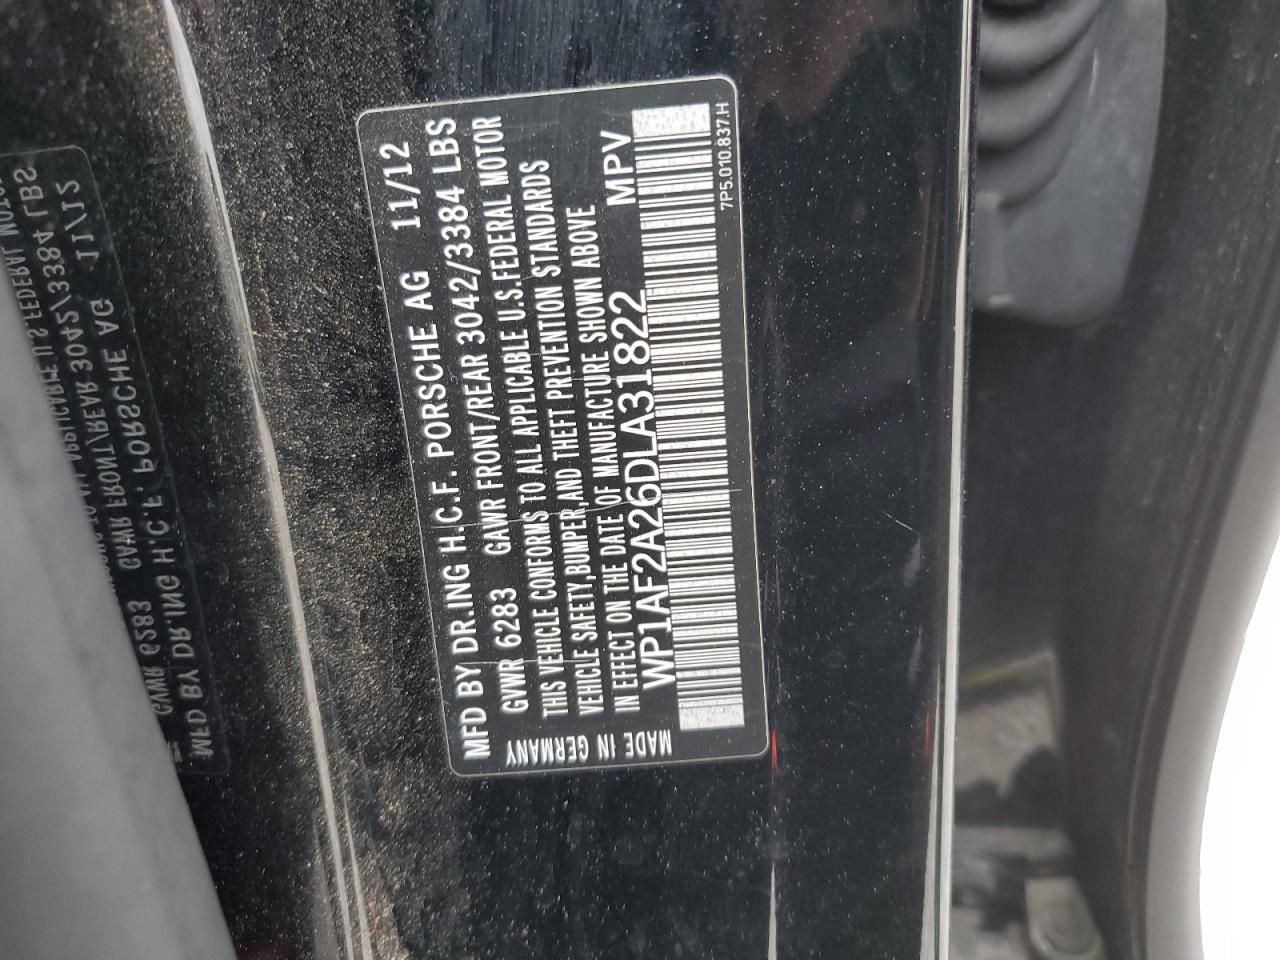 MFD BY DR.ING H.C.F. PORSCHE AG 11/12
GVWR 6283 GAWR FRONT/REAR 3042/3384 LBS
THIS VEHICLE CONFORMS TO ALL APPLICABLE U.S.FEDERAL MOTOR
VEHICLE SAFETY,BUMPER,AND THEFT PREVENTION STANDARDS
IN EFFECT ON THE DATE OF MANUFACTURE SHOWN ABOVE
WP1AF2A26DLA31822 MPV
MADE IN GERMANY
7P5.010.837.H